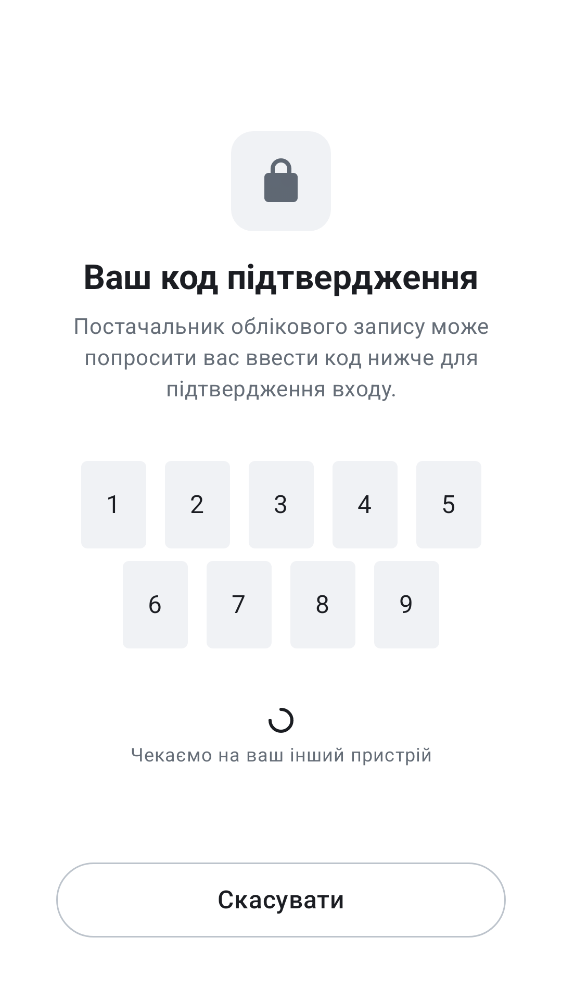 Ваш код підтвердження
Постачальник облікового запису може
попросити вас ввести код нижче для
підтвердження входу.
1 2 3 4 5
6 7 8 9
Чекаємо на ваш інший пристрій
Скасувати